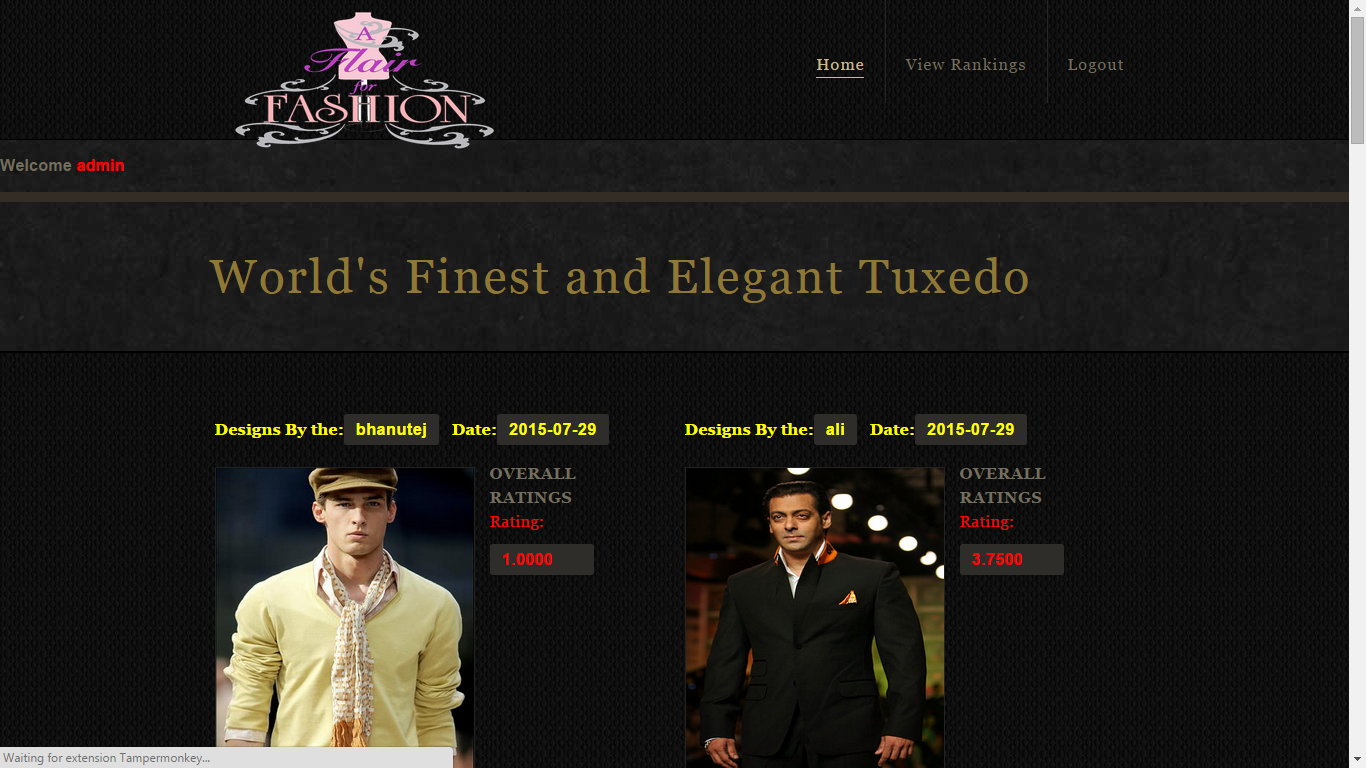 A
Flair
for
FASHION
Home View Rankings Logout
Welcome admin
World's Finest and Elegant Tuxedo
Designs By the: bhanutej Date: 2015-07-29
Designs By the: ali Date: 2015-07-29
OVERALL
RATINGS
Rating:
1.0000
OVERALL
RATINGS
Rating:
3.7500
Waiting for extension Tampermonkey...